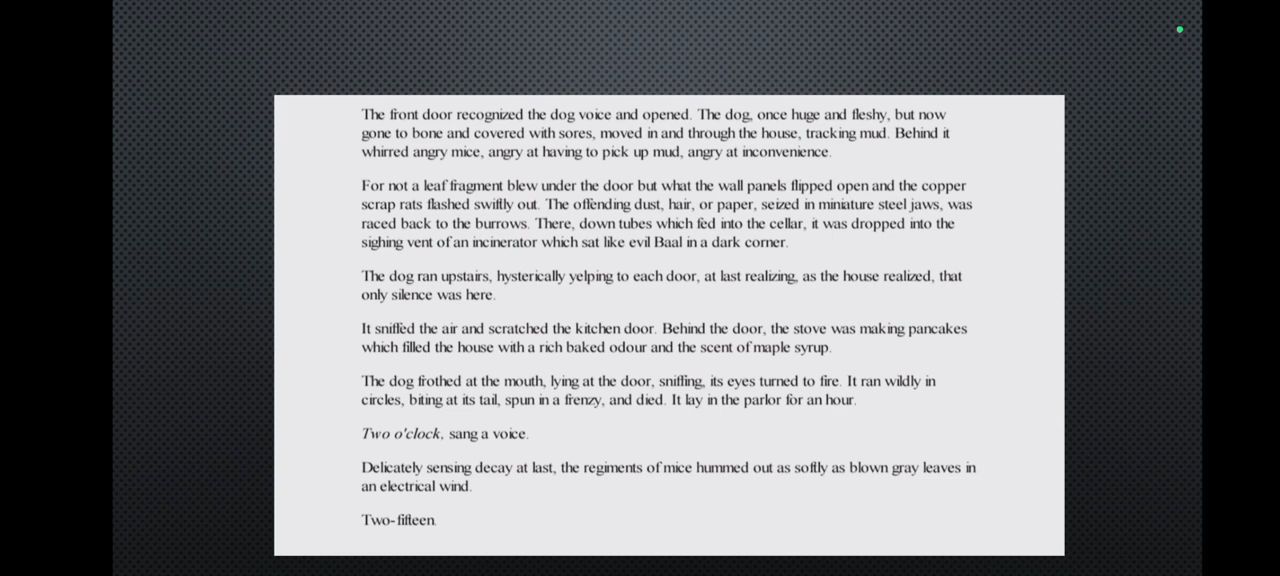 The front door recognized the dog voice and opened. The dog, once huge and fleshy, but now
gone to bone and covered with sores, moved in and through the house, tracking mud. Behind it
whirred angry mice, angry at having to pick up mud, angry at inconvenience.
For not a leaf fragment blew under the door but what the wall panels flipped open and the copper
scrap rats flashed swiftly out. The offending dust, hair, or paper, seized in miniature steel jaws, was
raced back to the burrows. There, down tubes which fed into the cellar, it was dropped into the
sighing vent of an incinerator which sat like evil Baal in a dark corner.
The dog ran upstairs, hysterically yelping to each door, at last realizing, as the house realized, that
only silence was here.
It sniffed the air and scratched the kitchen door. Behind the door, the stove was making pancakes
which filled the house with a rich baked odour and the scent of maple syrup.
The dog frothed at the mouth, lying at the door, sniffing, its eyes turned to fire. It ran wildly in
circles, biting at its tail, spun in a frenzy, and died. It lay in the parlor for an hour.
Two o'clock, sang a voice.
Delicately sensing decay at last, the regiments of mice hummed out as softly as blown gray leaves in
an electrical wind.
Two-fifteen.